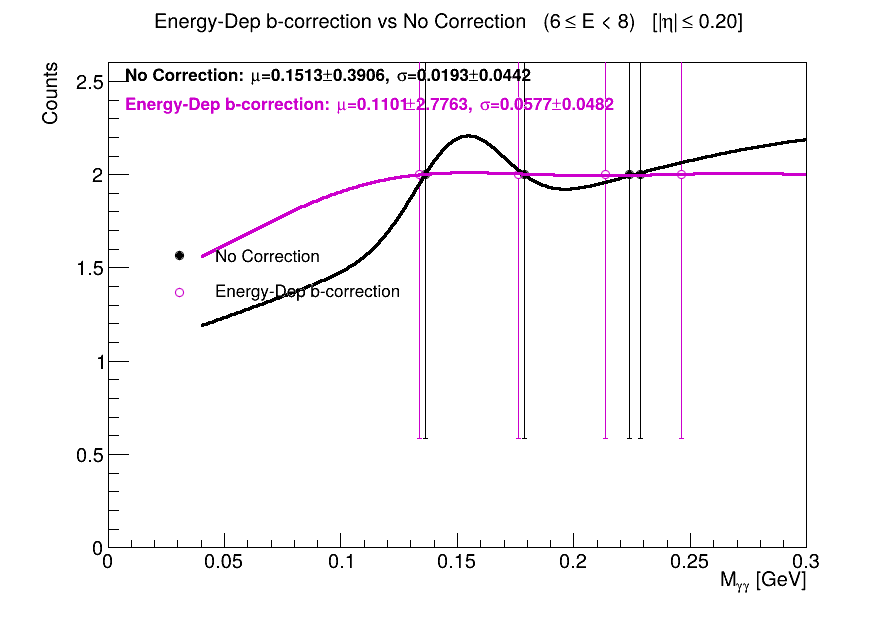 Energy-Dep b-correction vs No Correction (6 ≤ E < 8) [|η| ≤ 0.20]
Counts
No Correction: μ=0.1513±0.3906, σ=0.0193±0.0442
Energy-Dep b-correction: μ=0.1101±2.7763, σ=0.0577±0.0482
2.5
2
1.5
1
0.5
0
No Correction
Energy-Dep b-correction
0 0.05 0.1 0.15 0.2 0.25 0.3
Mγγ [GeV]